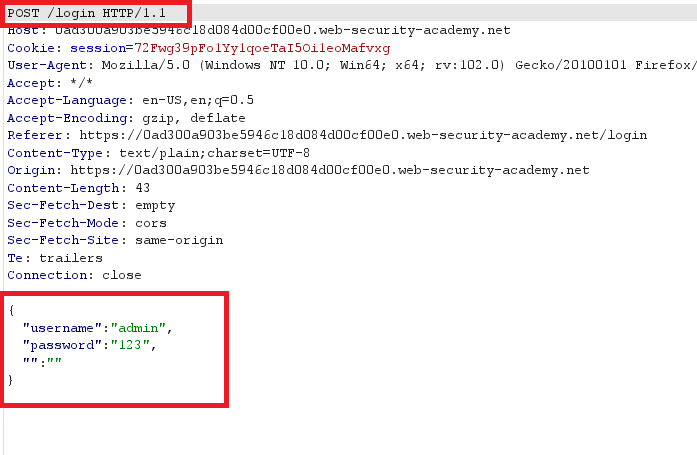 POST /login HTTP/1.1
Host: 0ad300a903be5946c18d084d00cf00e0.web-security-academy.net
Cookie: session=72Fwg39pFo1Yy1qoeTaI5Oi1eoMafvxg
User-Agent: Mozilla/5.0 (Windows NT 10.0; Win64; x64; rv:102.0) Gecko/20100101 Firefox/
Accept: */*
Accept-Language: en-US,en;q=0.5
Accept-Encoding: gzip, deflate
Referer: https://0ad300a903be5946c18d084d00cf00e0.web-security-academy.net/login
Content-Type: text/plain;charset=UTF-8
Origin: https://0ad300a903be5946c18d084d00cf00e0.web-security-academy.net
Content-Length: 43
Sec-Fetch-Dest: empty
Sec-Fetch-Mode: cors
Sec-Fetch-Site: same-origin
Te: trailers
Connection: close
{
"username":"admin",
"password":"123",
"":""
}